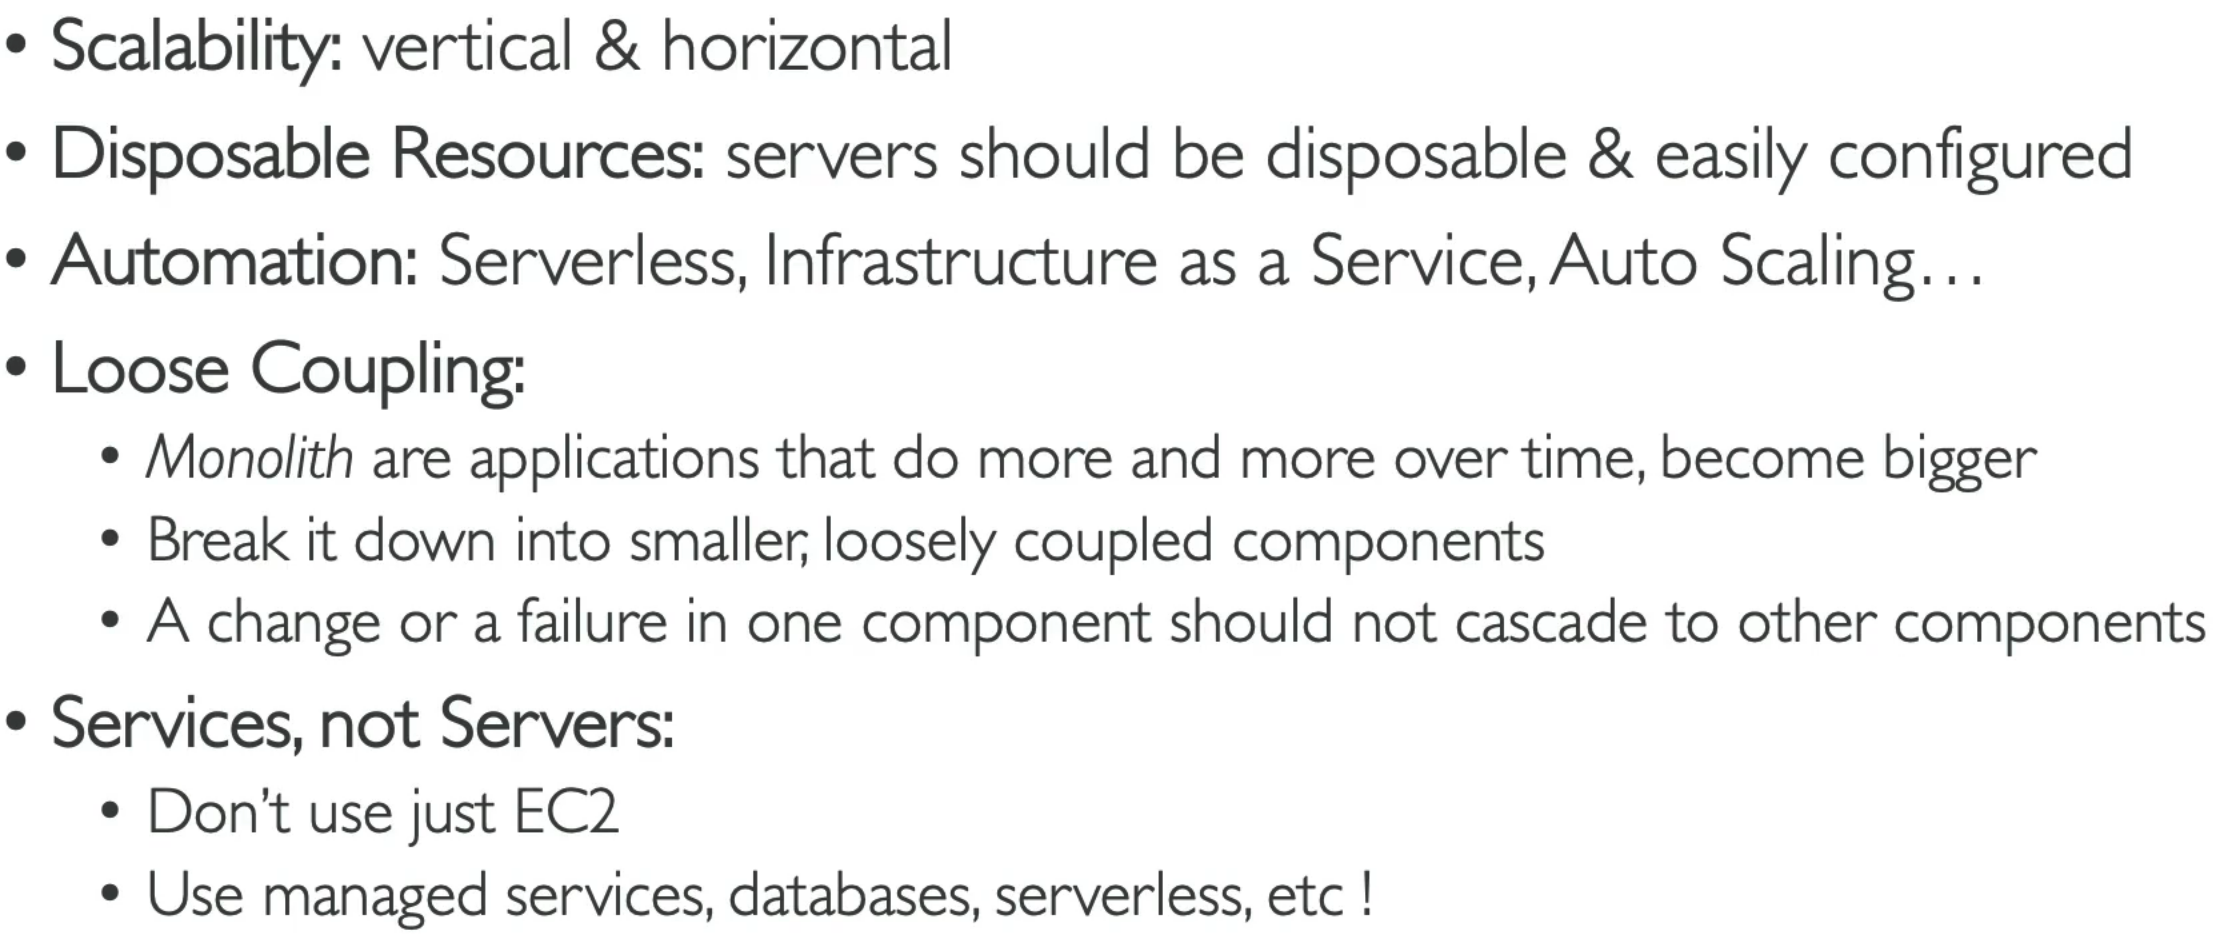 • Scalability: vertical & horizontal
• Disposable Resources: servers should be disposable & easily configured
• Automation: Serverless, Infrastructure as a Service, Auto Scaling…
• Loose Coupling:
• Monolith are applications that do more and more over time, become bigger
• Break it down into smaller, loosely coupled components
• A change or a failure in one component should not cascade to other components
• Services, not Servers:
• Don’t use just EC2
• Use managed services, databases, serverless, etc !